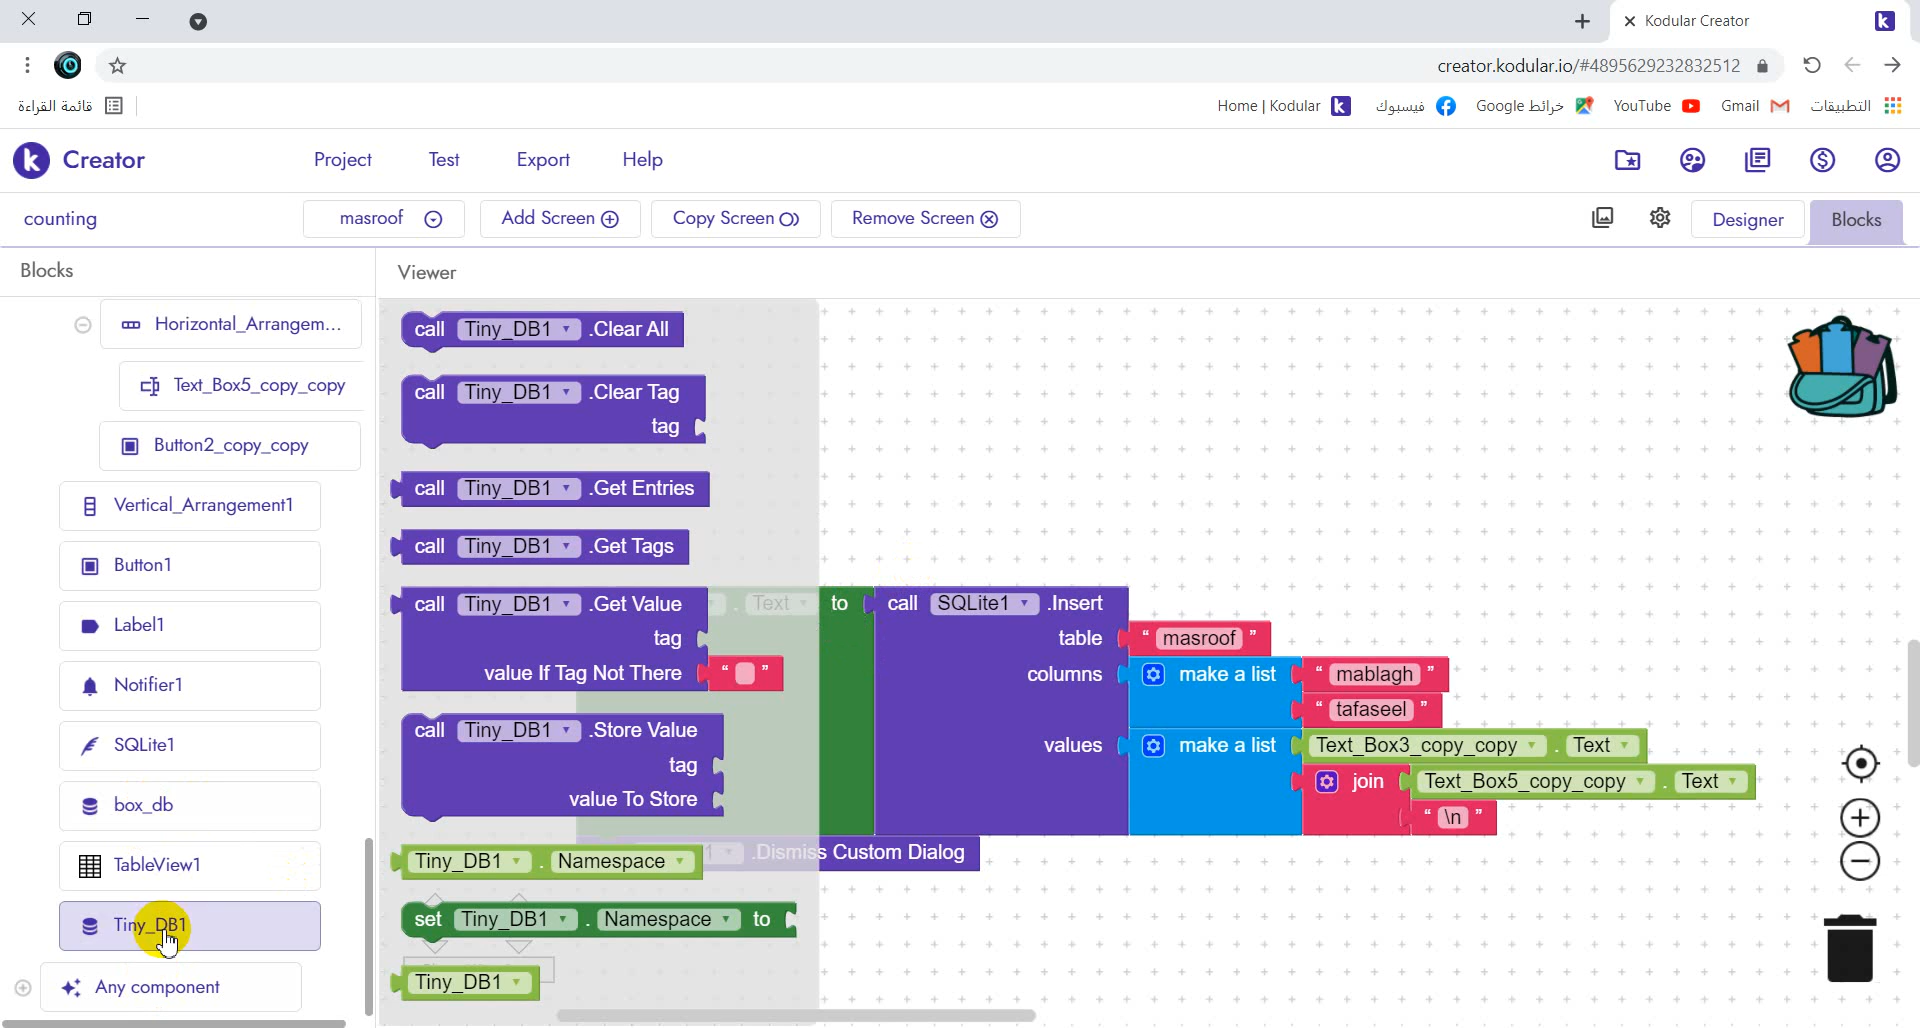 Kodular Creator
creator.kodular.io/#4895629232832512
قائمة القراءة
Home | Kodular
فيسبوك
خرائط Google
YouTube
Gmail
التطبيقات
Creator
Project
Test
Export
Help
counting
masroof
Add Screen
Copy Screen
Remove Screen
Designer
Blocks
Blocks
Viewer
Horizontal_Arrangem...
Text_Box5_copy_copy
Button2_copy_copy
Vertical_Arrangement1
Button1
Label1
Notifier1
SQLite1
box_db
TableView1
Tiny_DB1
Any component
call Tiny_DB1 .Clear All
call Tiny_DB1 .Clear Tag
tag
call Tiny_DB1 .Get Entries
call Tiny_DB1 .Get Tags
call Tiny_DB1 .Get Value
tag
value If Tag Not There " "
call Tiny_DB1 .Store Value
tag
value To Store
Tiny_DB1 . Namespace
set Tiny_DB1 . Namespace to
Tiny_DB1
. Text to call SQLite1 .Insert
table " masroof "
columns make a list " mablagh "
" tafaseel "
values make a list Text_Box3_copy_copy . Text
join Text_Box5_copy_copy . Text
" \n "
.Dismiss Custom Dialog